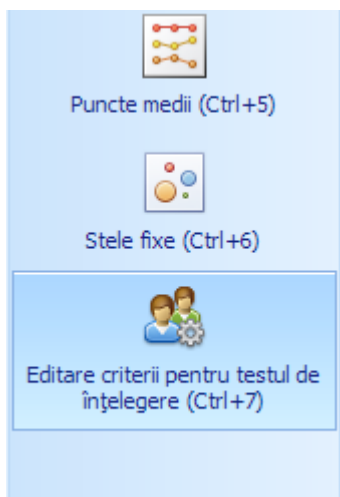 Puncte medii (Ctrl+5)
Stele fixe (Ctrl+6)
Editare criterii pentru testul de
înţelegere (Ctrl+7)